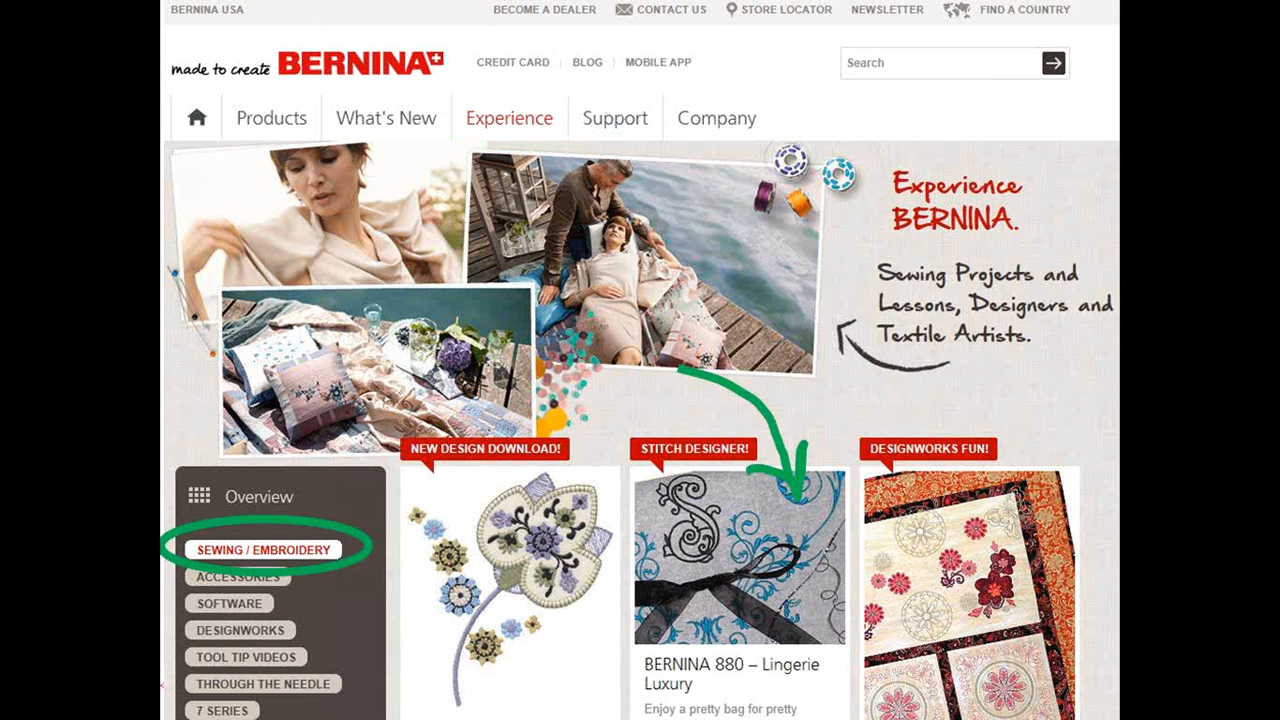 BERNINA USA
BECOME A DEALER
CONTACT US
STORE LOCATOR
NEWSLETTER
FIND A COUNTRY
made to create BERNINA
CREDIT CARD
BLOG
MOBILE APP
Search
Products
What's New
Experience
Support
Company
Experience
BERNINA.
Sewing Projects and
Lessons, Designers and
Textile Artists.
NEW DESIGN DOWNLOAD!
STITCH DESIGNER!
DESIGNWORKS FUN!
Overview
SEWING / EMBROIDERY
ACCESSORIES
SOFTWARE
DESIGNWORKS
TOOL TIP VIDEOS
THROUGH THE NEEDLE
7 SERIES
S
BERNINA 880 – Lingerie
Luxury
Enjoy a pretty bag for pretty